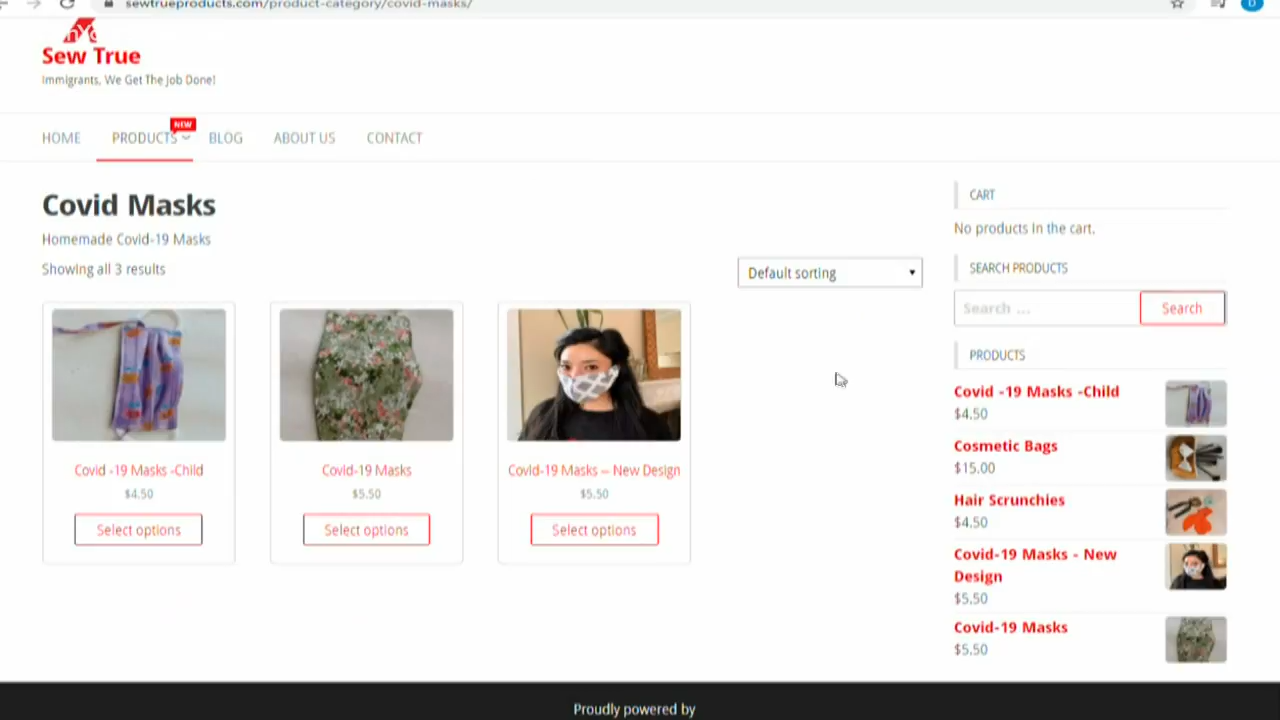 sewtrueproducts.com/product-category/covid-masks/
Sew True
Immigrants, We Get The Job Done!
HOME
PRODUCTS
NEW
BLOG
ABOUT US
CONTACT
Covid Masks
Homemade Covid-19 Masks
Showing all 3 results
Default sorting
Covid -19 Masks -Child
$4.50
Select options
Covid-19 Masks
$5.50
Select options
Covid-19 Masks – New Design
$5.50
Select options
CART
No products in the cart.
SEARCH PRODUCTS
Search ...
Search
PRODUCTS
Covid -19 Masks -Child
$4.50
Cosmetic Bags
$15.00
Hair Scrunchies
$4.50
Covid-19 Masks - New
Design
$5.50
Covid-19 Masks
$5.50
Proudly powered by